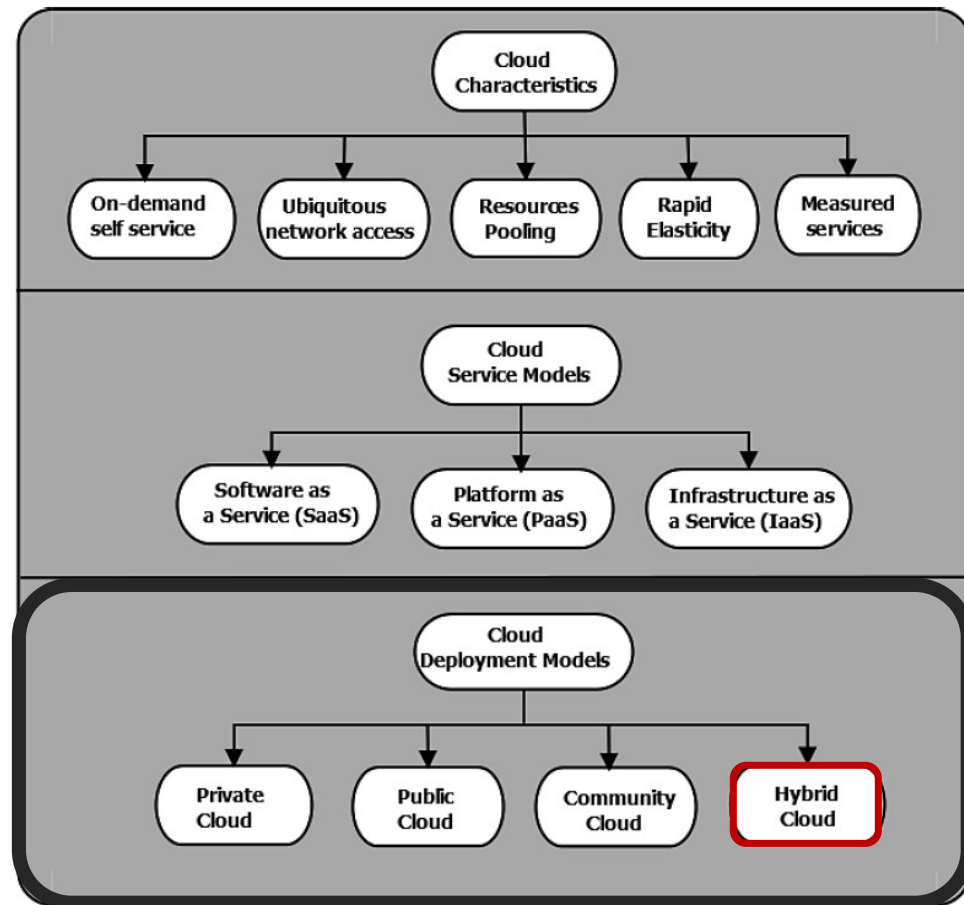 Cloud
Characteristics
On-demand
self service
Ubiquitous
network access
Resources
Pooling
Rapid
Elasticity
Measured
services
Cloud
Service Models
Software as
a Service (SaaS)
Platform as
a Service (PaaS)
Infrastructure as
a Service (IaaS)
Cloud
Deployment Models
Private
Cloud
Public
Cloud
Community
Cloud
Hybrid
Cloud